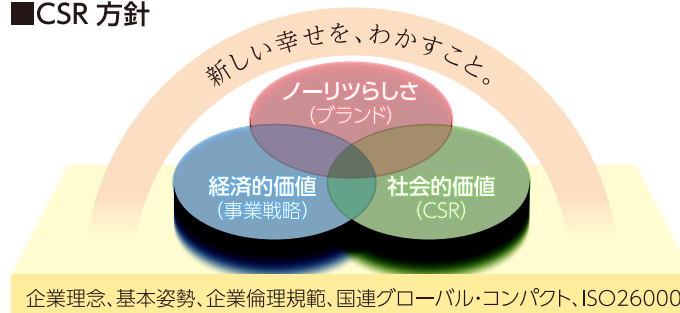 ■CSR 方針
新しい幸せを、わかすこと。
ノーリツらしさ
(ブランド)
経済的価値
(事業戦略)
社会的価値
(CSR)
企業理念、基本姿勢、企業倫理規範、国連グローバル・コンパクト、ISO26000